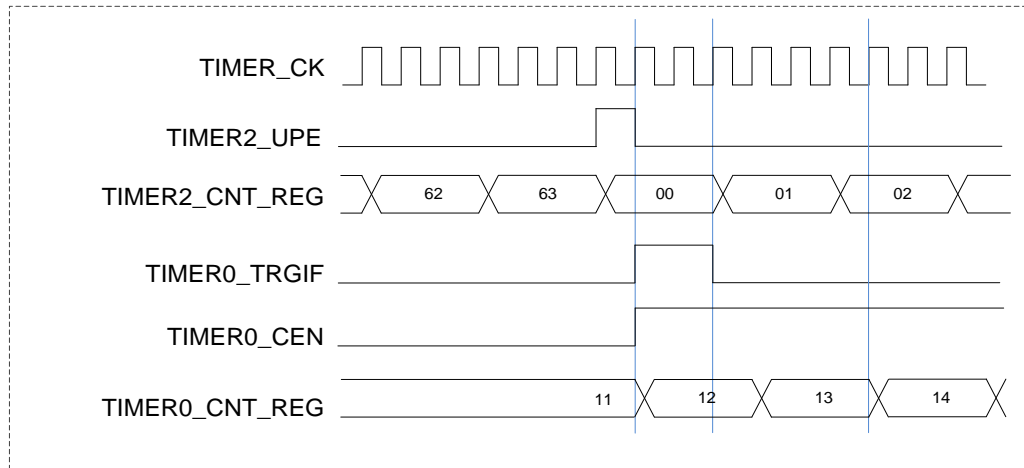 TIMER_CK
TIMER2_UPE
TIMER2_CNT_REG 62 63 00 01 02
TIMER0_TRGIF
TIMER0_CEN
TIMER0_CNT_REG 11 12 13 14